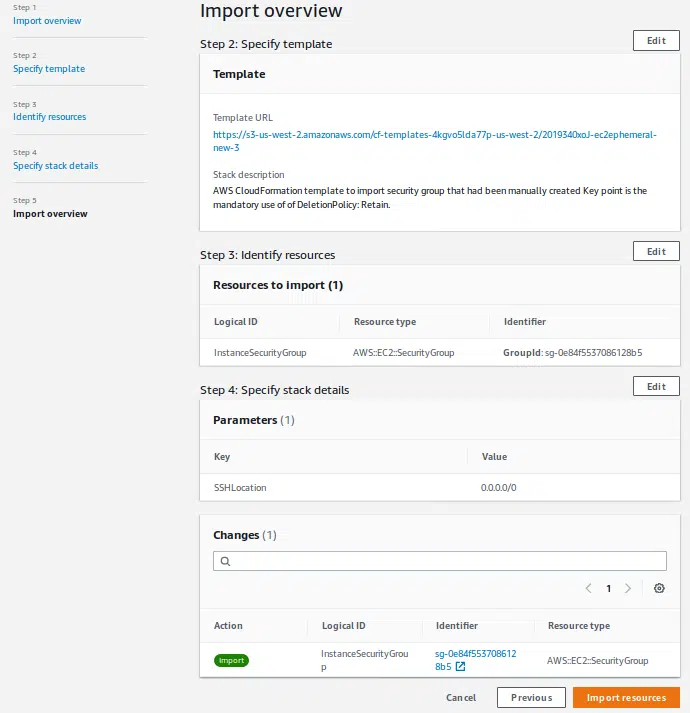 Step 1
Import overview
Step 2
Specify template
Step 3
Identify resources
Step 4
Specify stack details
Step 5
Import overview
Import overview
Step 2: Specify template
Edit
Template
Template URL
https://s3-us-west-2.amazonaws.com/cf-templates-4kgvo5lda77p-us-west-2/2019340xoJ-ec2ephemeral-
new-3
Stack description
AWS CloudFormation template to import security group that had been manually created Key point is the
mandatory use of of DeletionPolicy: Retain.
Step 3: Identify resources
Edit
Resources to import (1)
Logical ID Resource type Identifier
InstanceSecurityGroup AWS::EC2::SecurityGroup GroupId: sg-0e84f5537086128b5
Step 4: Specify stack details
Edit
Parameters (1)
Key Value
SSHLocation 0.0.0.0/0
Changes (1)
1
Action Logical ID Identifier Resource type
Import InstanceSecurityGrou sg-0e84f553708612 AWS::EC2::SecurityGroup
p 8b5
Cancel Previous Import resources